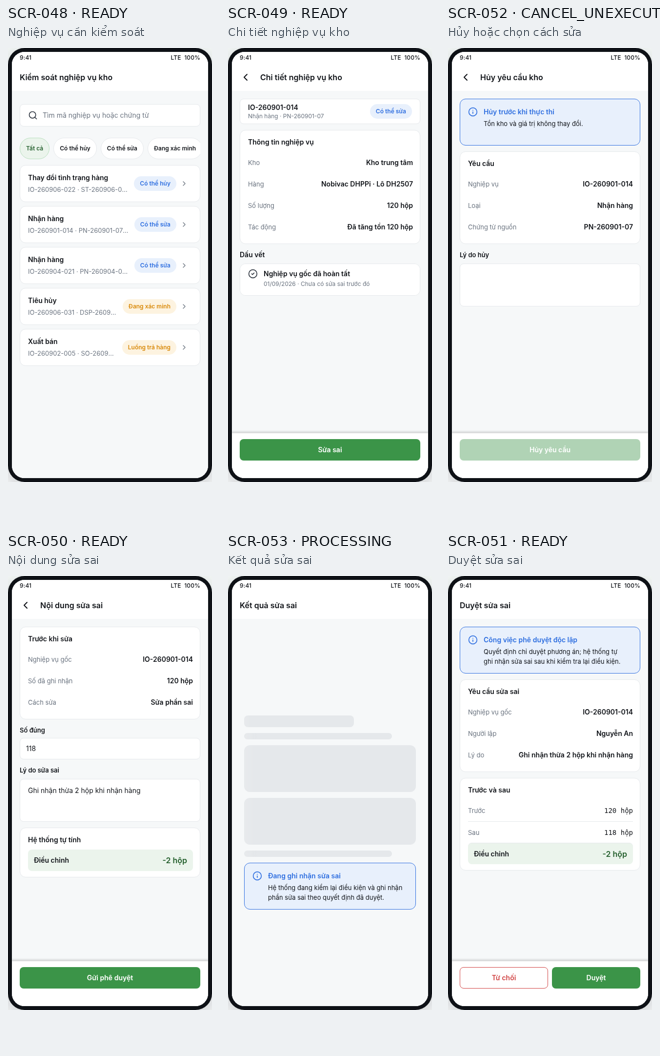 SCR-048 · READY
Nghiệp vụ cần kiểm soát
9:41
LTE 100%
Kiểm soát nghiệp vụ kho
Tìm mã nghiệp vụ hoặc chứng từ
Tất cả
Có thể hủy
Có thể sửa
Đang xác minh
Thay đổi tình trạng hàng
IO-260906-022 · ST-260906-0...
Có thể hủy
Nhận hàng
IO-260901-014 · PN-260901-07...
Có thể sửa
Nhận hàng
IO-260904-021 · PN-260904-0...
Có thể sửa
Tiêu hủy
IO-260906-031 · DSP-2609...
Đang xác minh
Xuất bán
IO-260902-005 · SO-2609...
Luồng trả hàng
SCR-049 · READY
Chi tiết nghiệp vụ kho
9:41
LTE 100%
Chi tiết nghiệp vụ kho
IO-260901-014
Nhận hàng · PN-260901-07
Có thể sửa
Thông tin nghiệp vụ
Kho
Kho trung tâm
Hàng
Nobivac DHPPi · Lô DH2507
Số lượng
120 hộp
Tác động
Đã tăng tồn 120 hộp
Dấu vết
Nghiệp vụ gốc đã hoàn tất
01/09/2026 · Chưa có sửa sai trước đó
Sửa sai
SCR-052 · CANCEL_UNEXECUT
Hủy hoặc chọn cách sửa
9:41
LTE 100%
Hủy yêu cầu kho
Hủy trước khi thực thi
Tồn kho và giá trị không thay đổi.
Yêu cầu
Nghiệp vụ
IO-260901-014
Loại
Nhận hàng
Chứng từ nguồn
PN-260901-07
Lý do hủy
Hủy yêu cầu
SCR-050 · READY
Nội dung sửa sai
9:41
LTE 100%
Nội dung sửa sai
Trước khi sửa
Nghiệp vụ gốc
IO-260901-014
Số đã ghi nhận
120 hộp
Cách sửa
Sửa phần sai
Số đúng
118
Lý do sửa sai
Ghi nhận thừa 2 hộp khi nhận hàng
Hệ thống tự tính
Điều chỉnh
-2 hộp
Gửi phê duyệt
SCR-053 · PROCESSING
Kết quả sửa sai
9:41
LTE 100%
Kết quả sửa sai
Đang ghi nhận sửa sai
Hệ thống đang kiểm lại điều kiện và ghi nhận
phần sửa sai theo quyết định đã duyệt.
SCR-051 · READY
Duyệt sửa sai
9:41
LTE 100%
Duyệt sửa sai
Công việc phê duyệt độc lập
Quyết định chỉ duyệt phương án; hệ thống tự
ghi nhận sửa sai sau khi kiểm tra lại điều kiện.
Yêu cầu sửa sai
Nghiệp vụ gốc
IO-260901-014
Người lập
Nguyễn An
Lý do
Ghi nhận thừa 2 hộp khi nhận hàng
Trước và sau
Trước
120 hộp
Sau
118 hộp
Điều chỉnh
-2 hộp
Từ chối
Duyệt